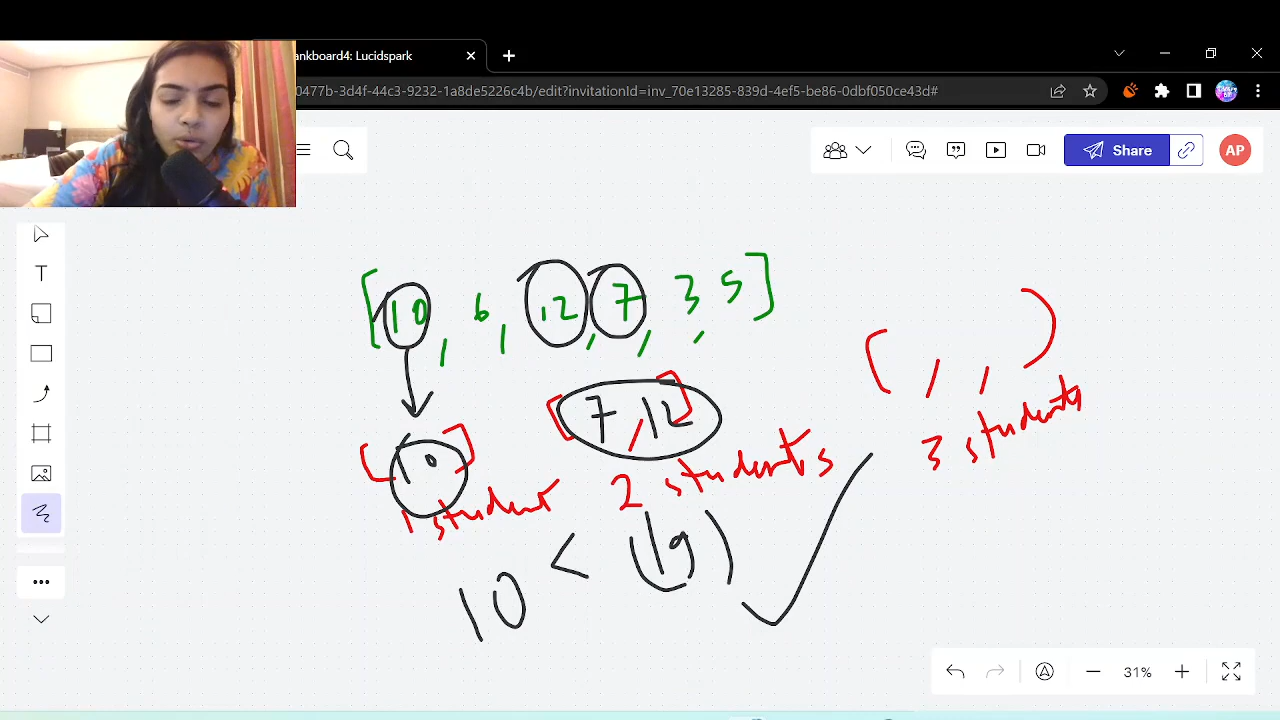 ankboard4: Lucidspark
0477b-3d4f-44c3-9232-1a8de5226c4b/edit?invitationId=inv_70e13285-839d-4ef5-be86-0dbf050ce43d#
Share
AP
T
[10, 6, 12, 7, 3, 5]
( , , )
[10] [7, 12]
1 student 2 students 3 students
10 < (19)
31%